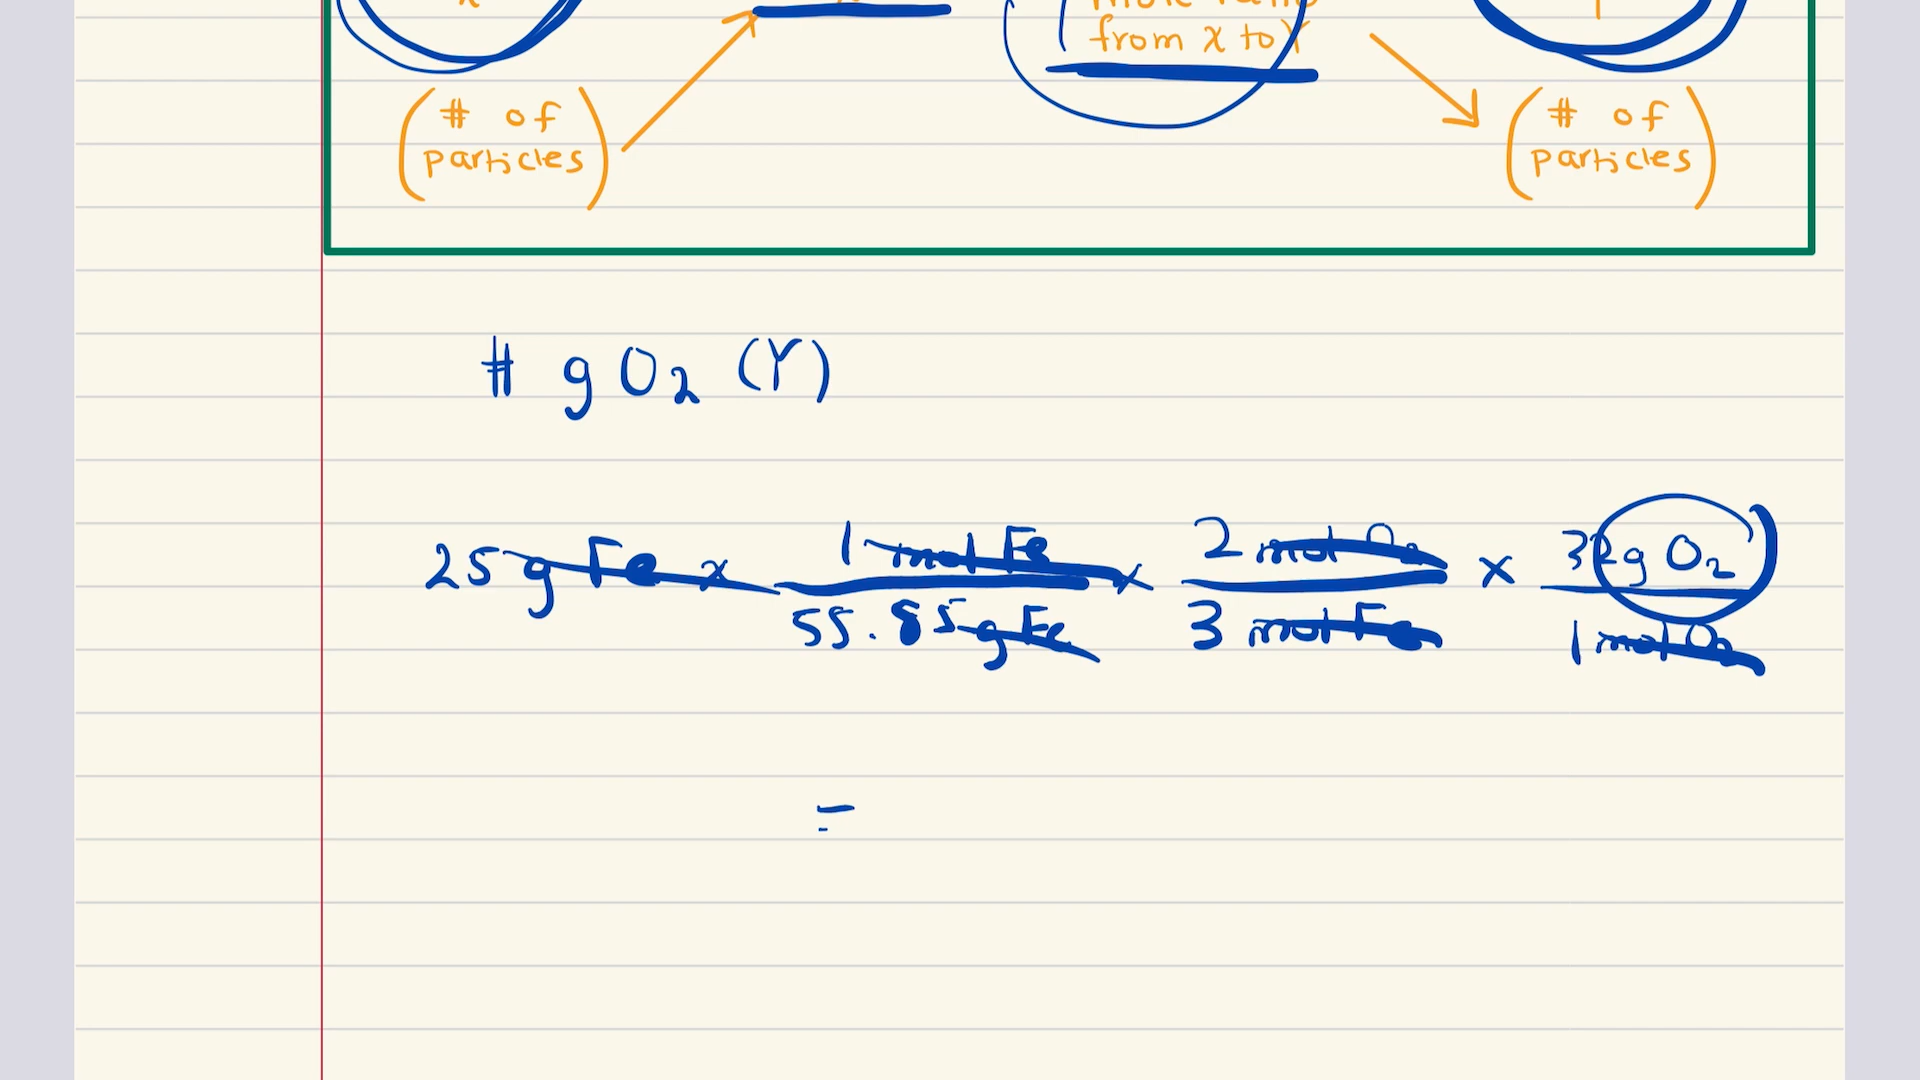 from x to Y
( # of particles )
( # of particles )
# g O₂ (Y)
25 g Fe x 1 mol Fe / 55.85 g Fe x 2 mol O₂ / 3 mol Fe x 32g O₂ / 1 mol O₂
=